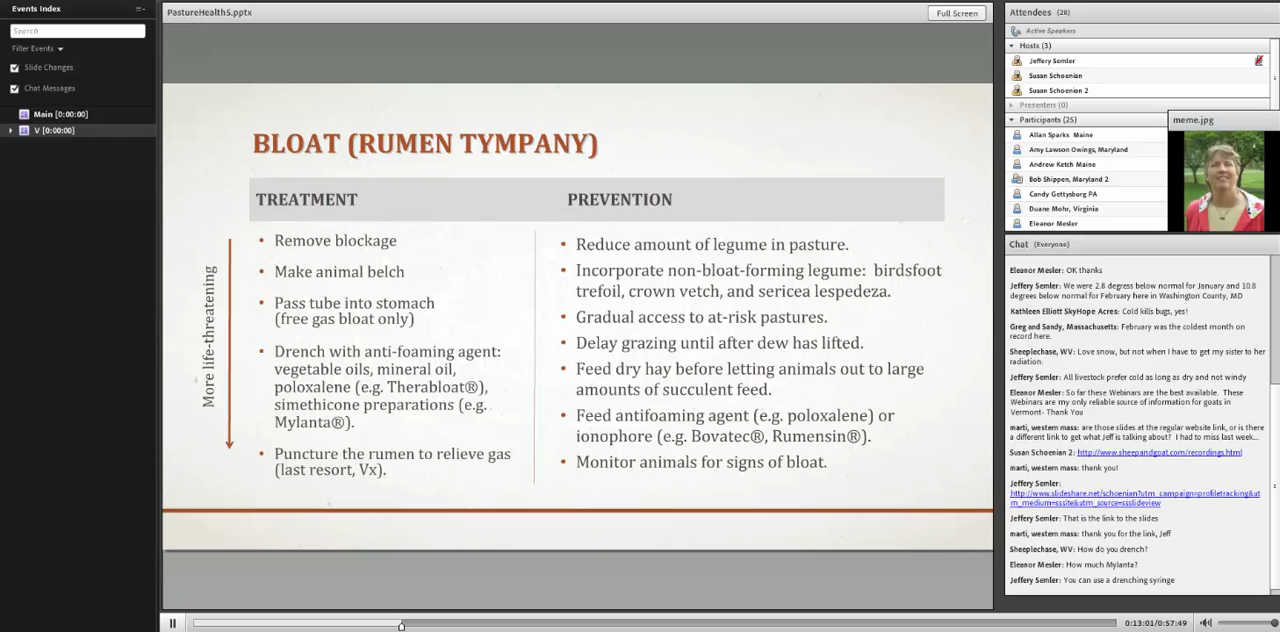 Events Index
Search
Filter Events
Slide Changes
Chat Messages
Main [0:00:00]
V [0:00:00]
PastureHealthS.pptx
Full Screen
BLOAT (RUMEN TYMPANY)
TREATMENT
More life-threatening
• Remove blockage
• Make animal belch
• Pass tube into stomach
(free gas bloat only)
• Drench with anti-foaming agent:
vegetable oils, mineral oil,
poloxalene (e.g. Therabloat®),
simethicone preparations (e.g.
Mylanta®).
• Puncture the rumen to relieve gas
(last resort, Vx).
PREVENTION
• Reduce amount of legume in pasture.
• Incorporate non-bloat-forming legume: birdsfoot
trefoil, crown vetch, and sericea lespedeza.
• Gradual access to at-risk pastures.
• Delay grazing until after dew has lifted.
• Feed dry hay before letting animals out to large
amounts of succulent feed.
• Feed antifoaming agent (e.g. poloxalene) or
ionophore (e.g. Bovatec®, Rumensin®).
• Monitor animals for signs of bloat.
0:13:01/0:57:49
Attendees (28)
Active Speakers
Hosts (3)
Jeffery Semler
Susan Schoenian
Susan Schoenian 2
Presenters (0)
Participants (25)
Allan Sparks Maine
Amy Lawson Owings, Maryland
Andrew Ketch Maine
Bob Shippen, Maryland 2
Candy Gettysburg PA
Duane Mohr, Virginia
Eleanor Mesler
meme.jpg
Chat (Everyone)
Eleanor Mesler: OK thanks
Jeffery Semler: We were 2.8 degrees below normal for January and 10.8
degrees below normal for February here in Washington County, MD
Kathleen Elliott SkyHope Acres: Cold kills bugs, yes!
Greg and Sandy, Massachusetts: February was the coldest month on
record here.
Sheeplechase, WV: Love snow, but not when I have to get my sister to her
radiation.
Jeffery Semler: All livestock prefer cold as long as dry and not windy
Eleanor Mesler: So far these Webinars are the best available. These
Webinars are my only reliable source of information for goats in
Vermont- Thank You
marti, western mass: are those slides at the regular website link, or is there
a different link to get what Jeff is talking about? I had to miss last week...
Susan Schoenian 2: http://www.sheepandgoat.com/recordings.html
marti, western mass: thank you!
Jeffery Semler:
http://www.slideshare.net/schoenian?utm_campaign=profiletracking&ut
m_medium=sssite&utm_source=ssslideview
Jeffery Semler: That is the link to the slides
marti, western mass: thank you for the link, Jeff
Sheeplechase, WV: How do you drench?
Eleanor Mesler: How much Mylanta?
Jeffery Semler: You can use a drenching syringe